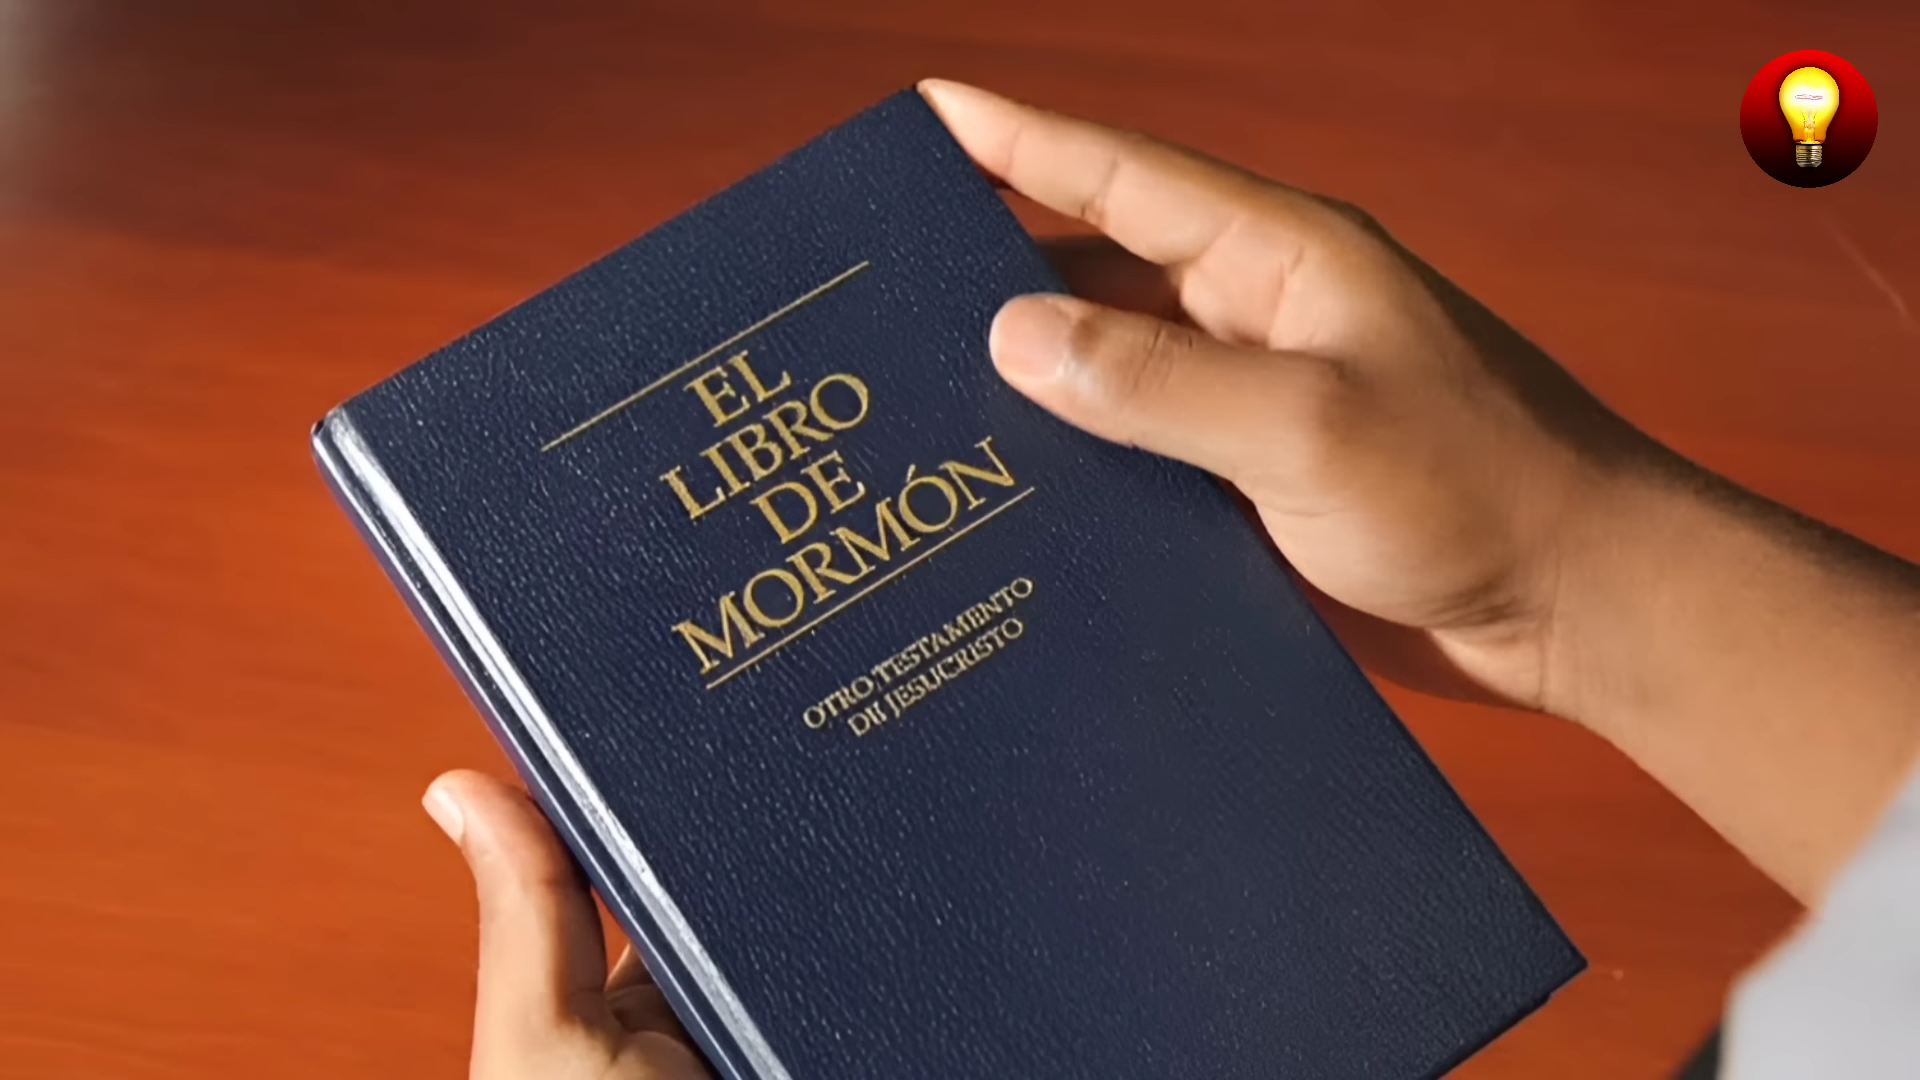 EL
LIBRO
DE
MORMÓN
OTRO TESTAMENTO
DE JESUCRISTO